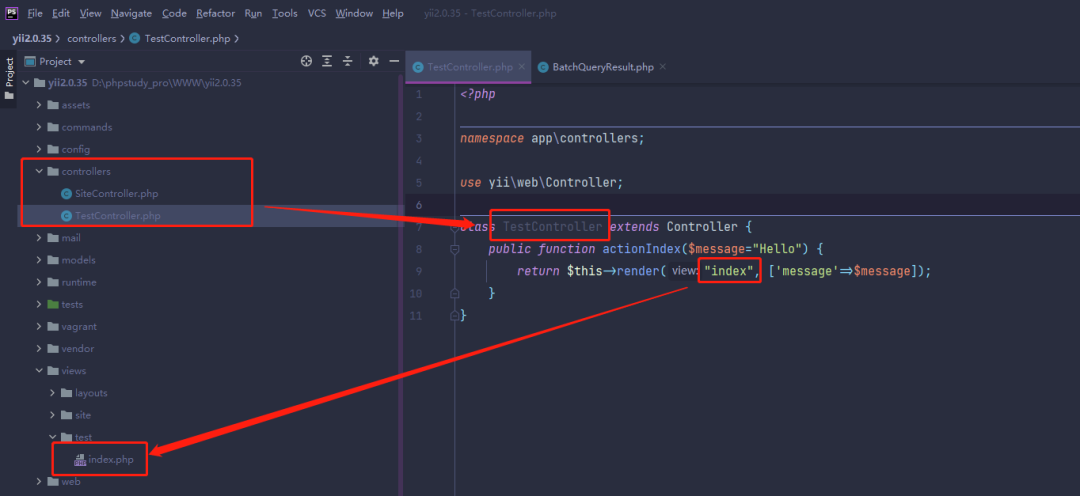 PS File Edit View Navigate Code Refactor Run Tools VCS Window Help yii2.0.35 - TestController.php
yii2.0.35 controllers TestController.php
Project
Project
yii2.0.35 D:\phpstudy_pro\WWW\yii2.0.35
assets
commands
config
controllers
SiteController.php
TestController.php
mail
models
runtime
tests
vagrant
vendor
views
layouts
site
test
index.php
web
TestController.php BatchQueryResult.php
1 <?php
2
3 namespace app\controllers;
4
5 use yii\web\Controller;
6
7 class TestController extends Controller {
8 public function actionIndex($message="Hello") {
9 return $this->render( view: "index", ['message'=>$message]);
10 }
11 }